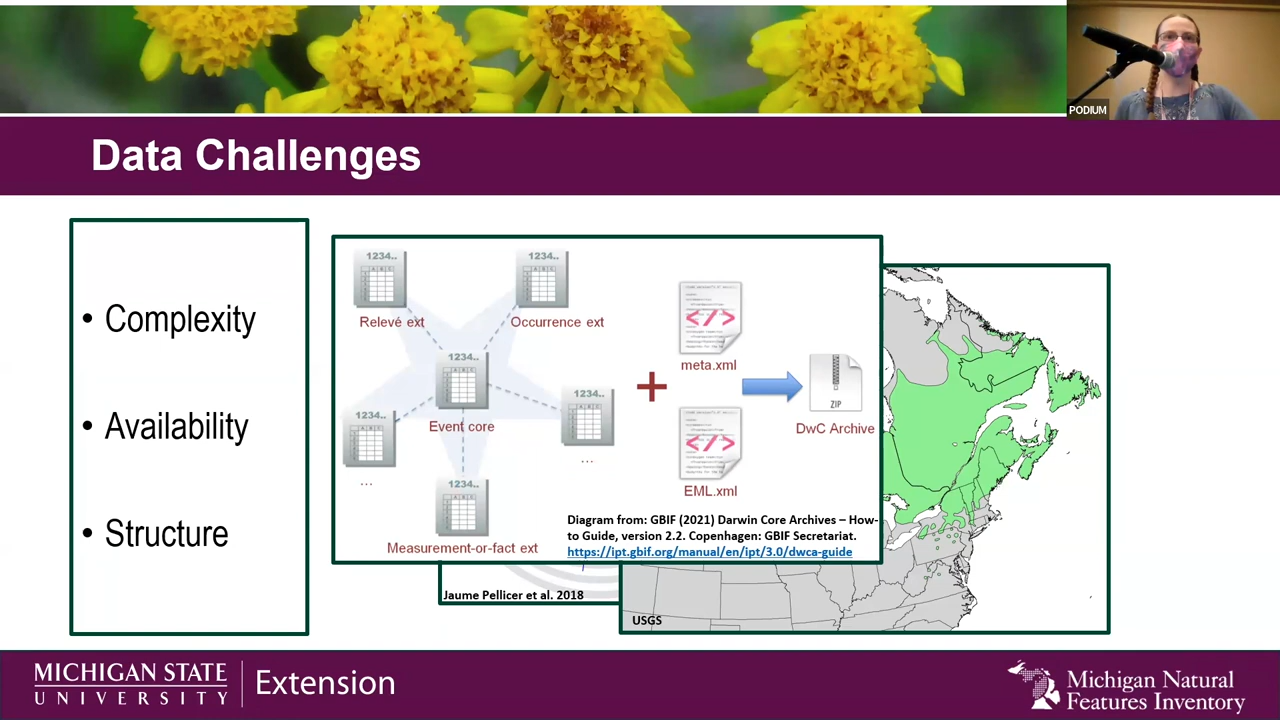 PODIUM
Data Challenges
• Complexity
• Availability
• Structure
1234..
1234..
Relevé ext
Occurrence ext
1234..
Event core
1234..
...
1234..
...
1234..
Measurement-or-fact ext
+
</>
meta.xml
</>
EML.xml
ZIP
DwC Archive
Diagram from: GBIF (2021) Darwin Core Archives – How-
to Guide, version 2.2. Copenhagen: GBIF Secretariat.
https://ipt.gbif.org/manual/en/ipt/3.0/dwca-guide
Jaume Pellicer et al. 2018
USGS
MICHIGAN STATE
UNIVERSITY
Extension
Michigan Natural
Features Inventory